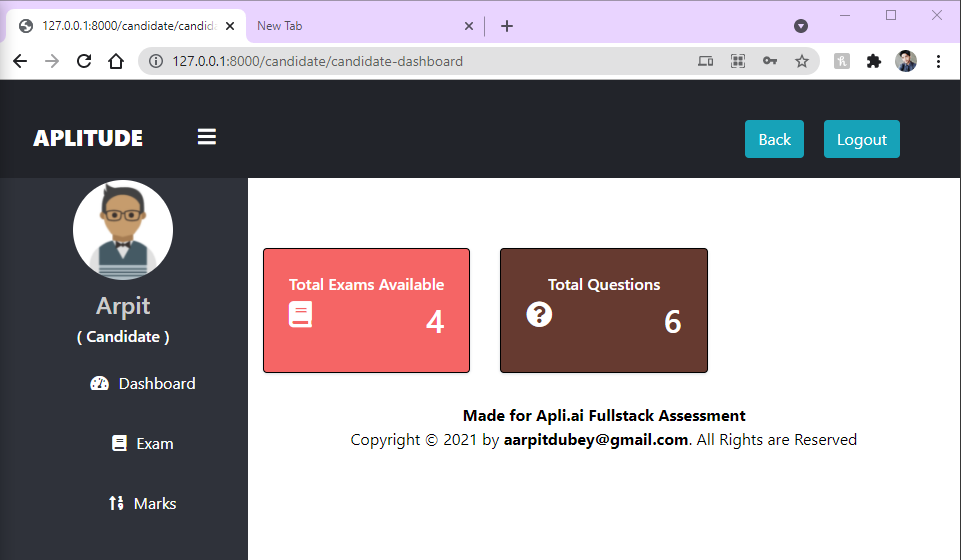 127.0.0.1:8000/candidate/candid
New Tab
127.0.0.1:8000/candidate/candidate-dashboard
APLITUDE
Back
Logout
Arpit
( Candidate )
Dashboard
Exam
Marks
Total Exams Available
4
Total Questions
6
Made for Apli.ai Fullstack Assessment
Copyright © 2021 by aarpitdubey@gmail.com. All Rights are Reserved